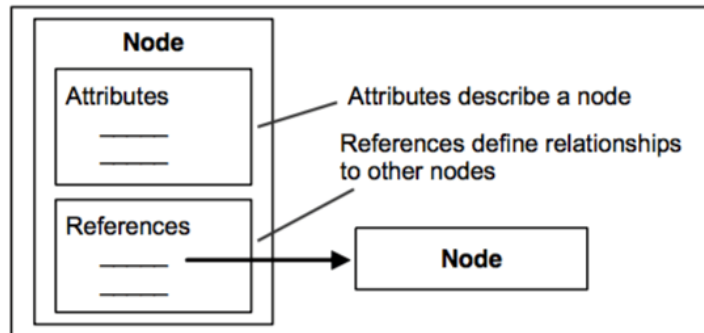 Node
Attributes
Attributes describe a node
References define relationships
to other nodes
References
Node